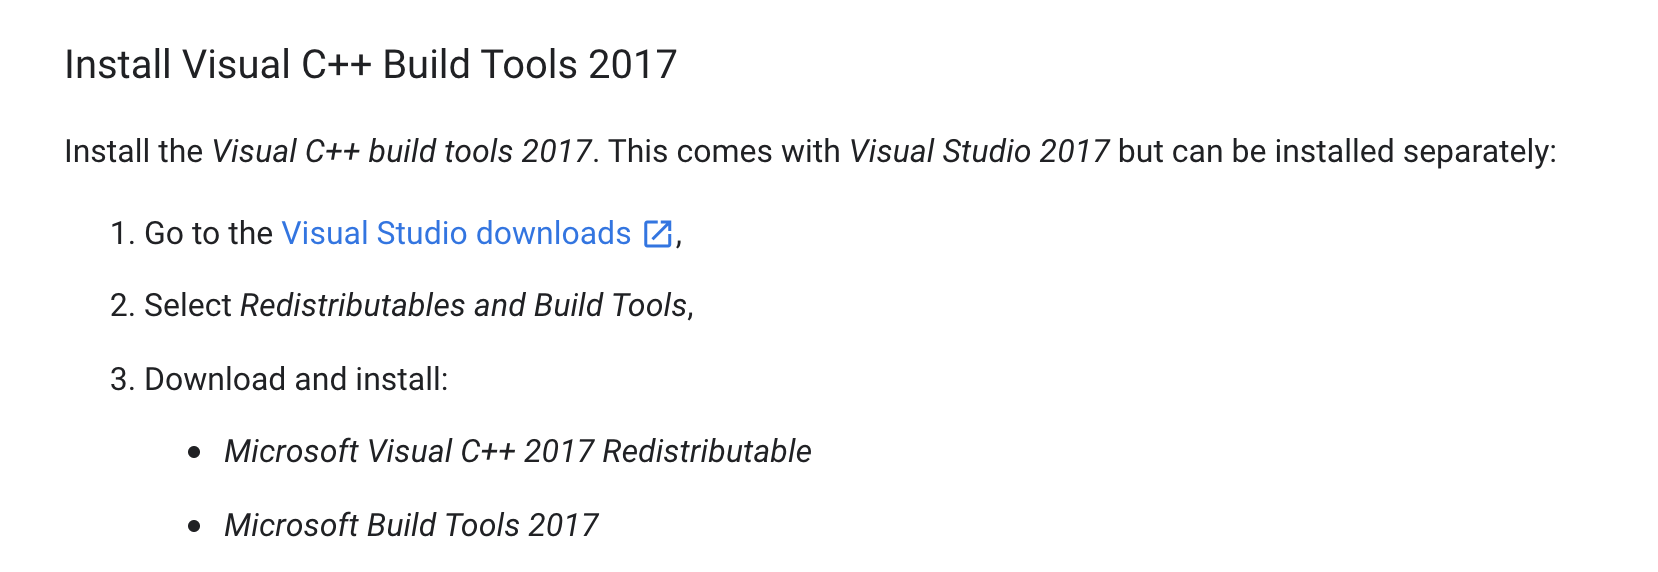 Install Visual C++ Build Tools 2017
Install the Visual C++ build tools 2017. This comes with Visual Studio 2017 but can be installed separately:
1. Go to the Visual Studio downloads,
2. Select Redistributables and Build Tools,
3. Download and install:
• Microsoft Visual C++ 2017 Redistributable
• Microsoft Build Tools 2017